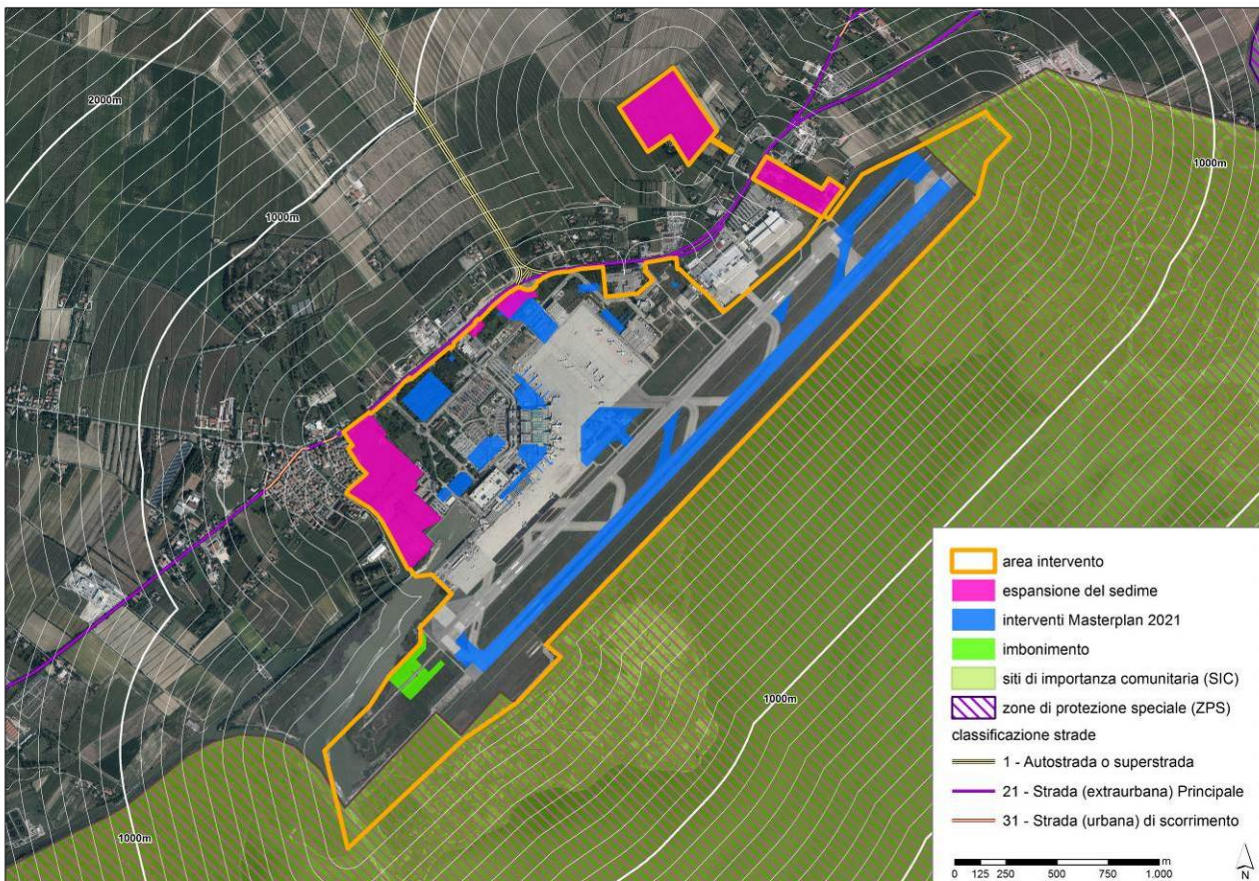 2000m
1000m
1000m
1000m
1000m
area intervento
espansione del sedime
interventi Masterplan 2021
imbonimento
siti di importanza comunitaria (SIC)
zone di protezione speciale (ZPS)
classificazione strade
1 - Autostrada o superstrada
21 - Strada (extraurbana) Principale
31 - Strada (urbana) di scorrimento
m
0 125 250 500 750 1.000
N